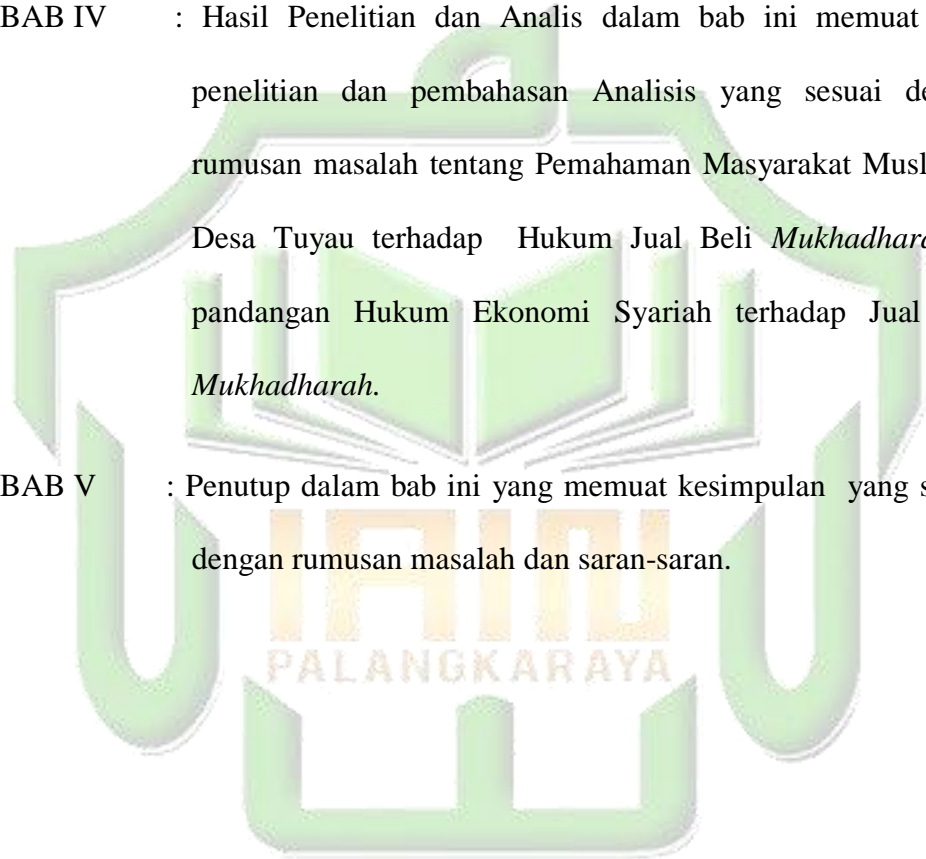 BAB IV : Hasil Penelitian dan Analis dalam bab ini memuat
penelitian dan pembahasan Analisis yang sesuai
rumusan masalah tentang Pemahaman Masyarakat
Desa Tuyau terhadap Hukum Jual Beli
pandangan Hukum Ekonomi Syariah terhadap Jual
Mukhadharah.
BAB V : Penutup dalam bab ini yang memuat kesimpulan yang
dengan rumusan masalah dan saran-saran.
IAIN
PALANGKARAYA